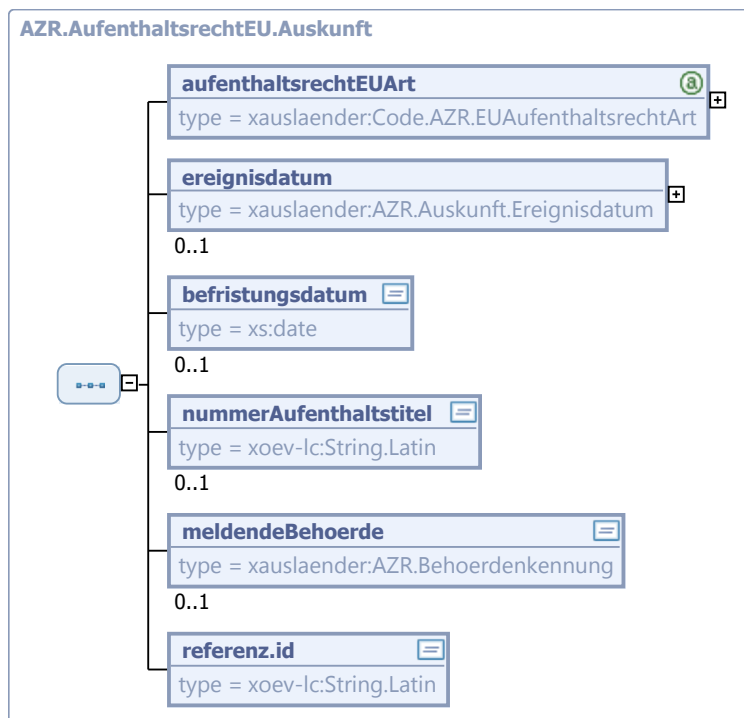 AZR.AufenthaltsrechtEU.Auskunft
aufenthaltsrechtEUArt
type = xauslaender:Code.AZR.EUAufenthaltsrechtArt
ereignisdatum
type = xauslaender:AZR.Auskunft.Ereignisdatum
0..1
befristungsdatum
type = xs:date
0..1
nummerAufenthaltstitel
type = xoev-lc:String.Latin
0..1
meldendeBehoerde
type = xauslaender:AZR.Behoerdenkennung
0..1
referenz.id
type = xoev-lc:String.Latin